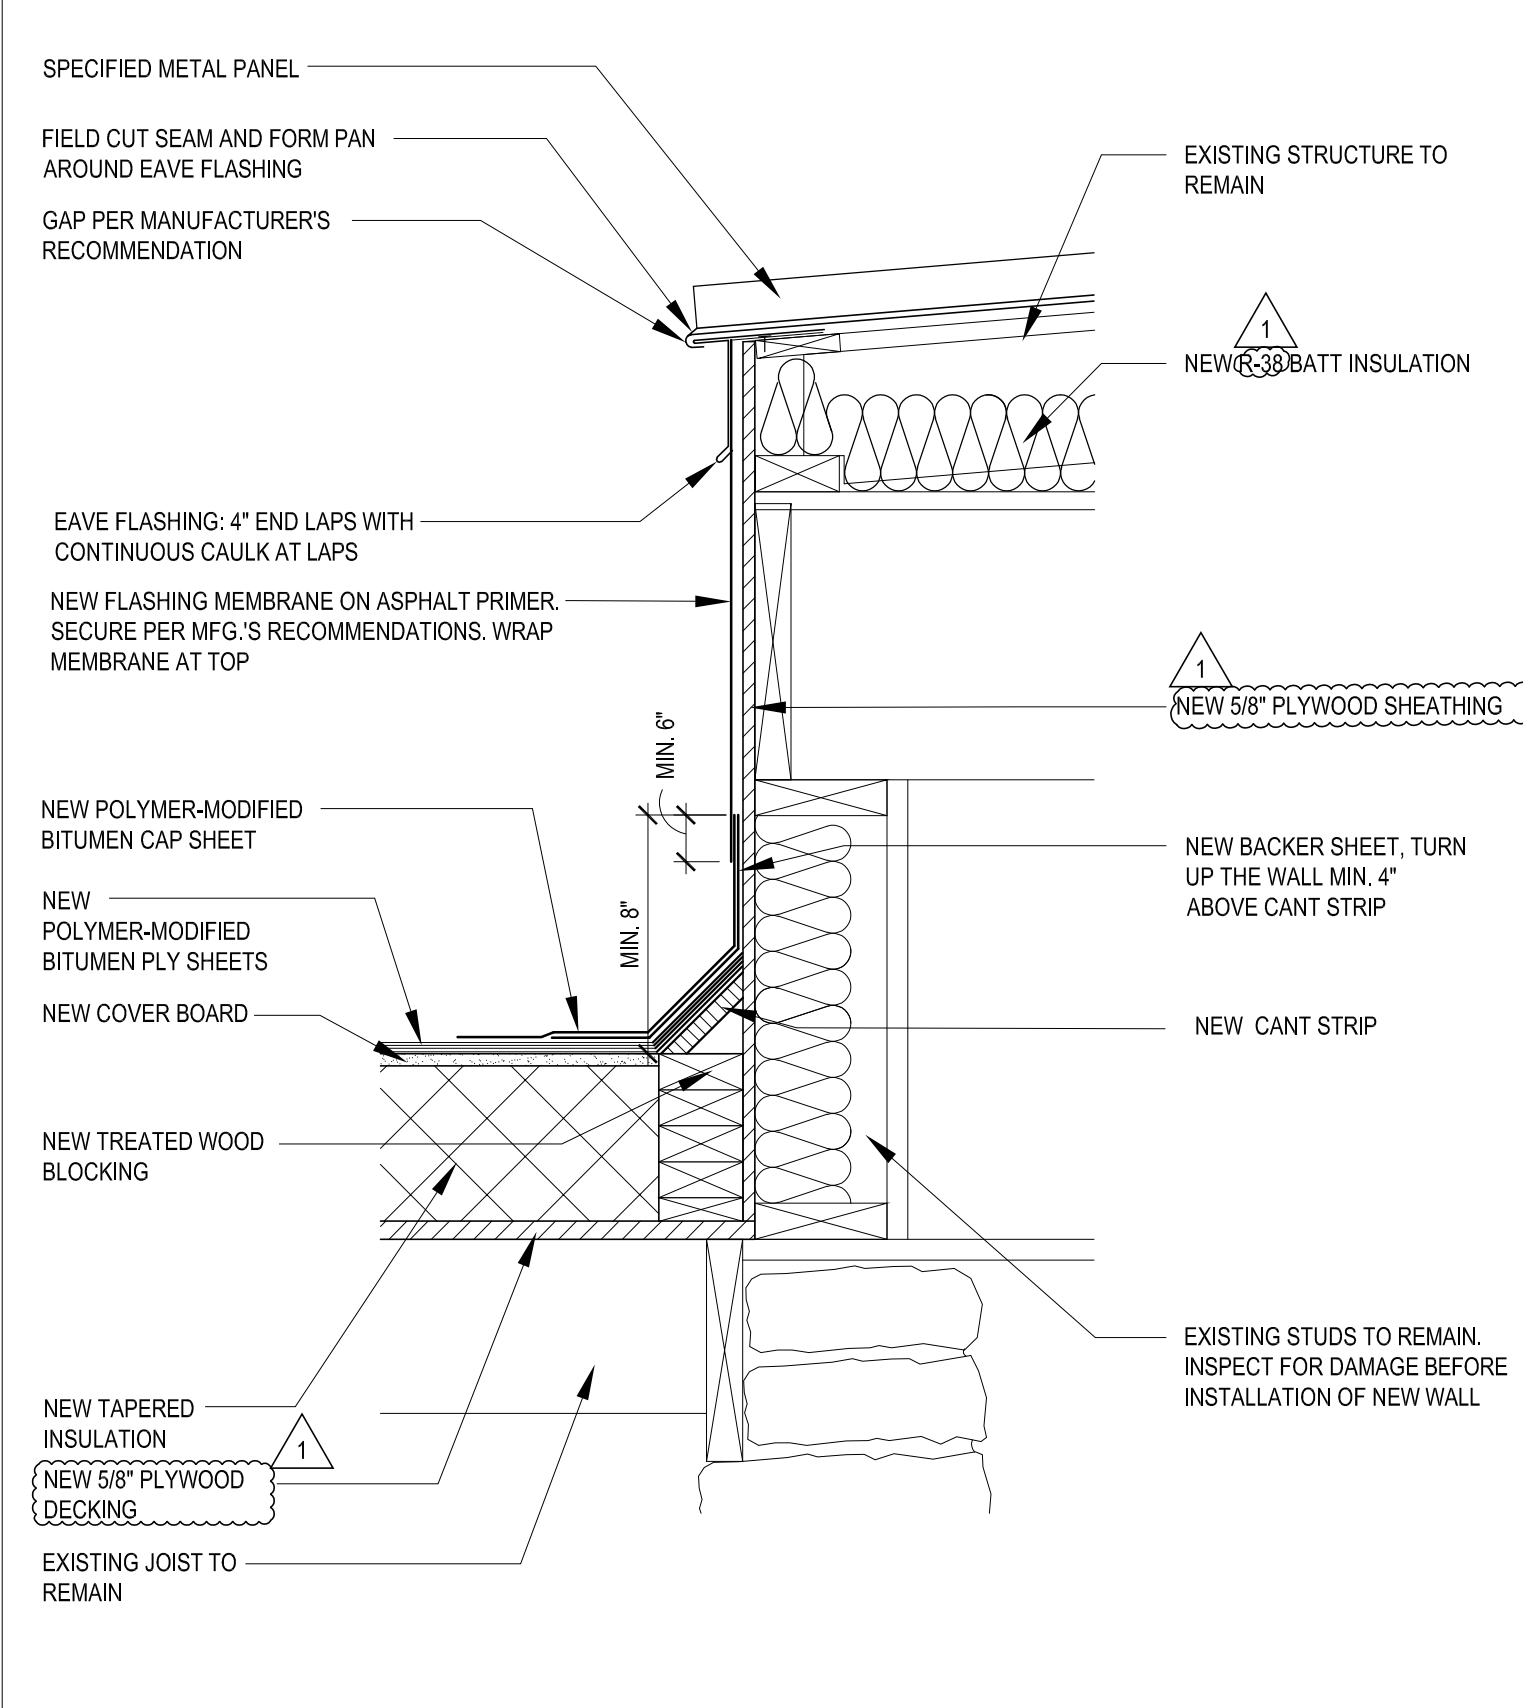 SPECIFIED METAL PANEL
FIELD CUT SEAM AND FORM PAN
AROUND EAVE FLASHING
GAP PER MANUFACTURER'S
RECOMMENDATION
EAVE FLASHING: 4" END LAPS WITH
CONTINUOUS CAULK AT LAPS
NEW FLASHING MEMBRANE ON ASPHALT PRIMER.
SECURE PER MFG.'S RECOMMENDATIONS. WRAP
MEMBRANE AT TOP
MIN. 6"
MIN. 8"
NEW POLYMER-MODIFIED
BITUMEN CAP SHEET
NEW
POLYMER-MODIFIED
BITUMEN PLY SHEETS
NEW COVER BOARD
NEW TREATED WOOD
BLOCKING
NEW TAPERED
INSULATION
1
NEW 5/8" PLYWOOD
DECKING
EXISTING JOIST TO
REMAIN
EXISTING STRUCTURE TO
REMAIN
1
NEW R-38 BATT INSULATION
1
NEW 5/8" PLYWOOD SHEATHING
NEW BACKER SHEET, TURN
UP THE WALL MIN. 4"
ABOVE CANT STRIP
NEW CANT STRIP
EXISTING STUDS TO REMAIN.
INSPECT FOR DAMAGE BEFORE
INSTALLATION OF NEW WALL